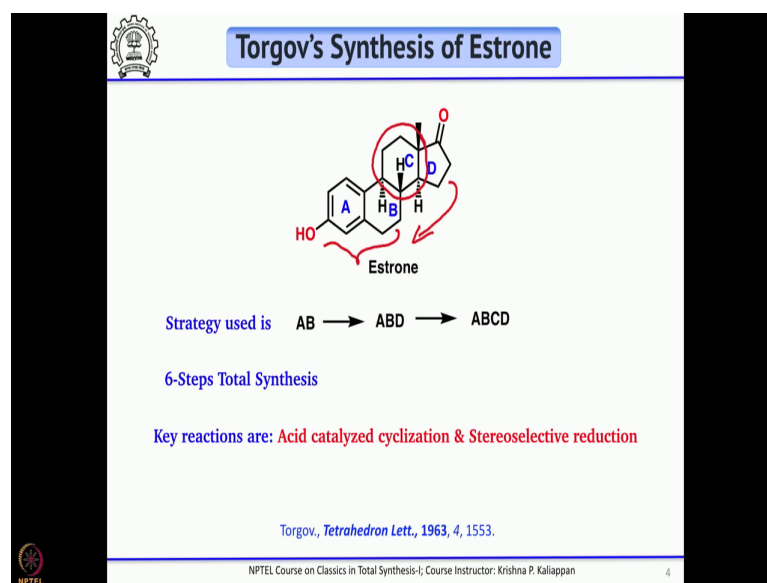 Torgov's Synthesis of Estrone
O
H C
D
A
H B H
HO
Estrone
Strategy used is AB → ABD → ABCD
6-Steps Total Synthesis
Key reactions are: Acid catalyzed cyclization & Stereoselective reduction
Torgov., Tetrahedron Lett., 1963, 4, 1553.
NPTEL Course on Classics in Total Synthesis-I; Course Instructor: Krishna P. Kaliappan
4
NPTEL